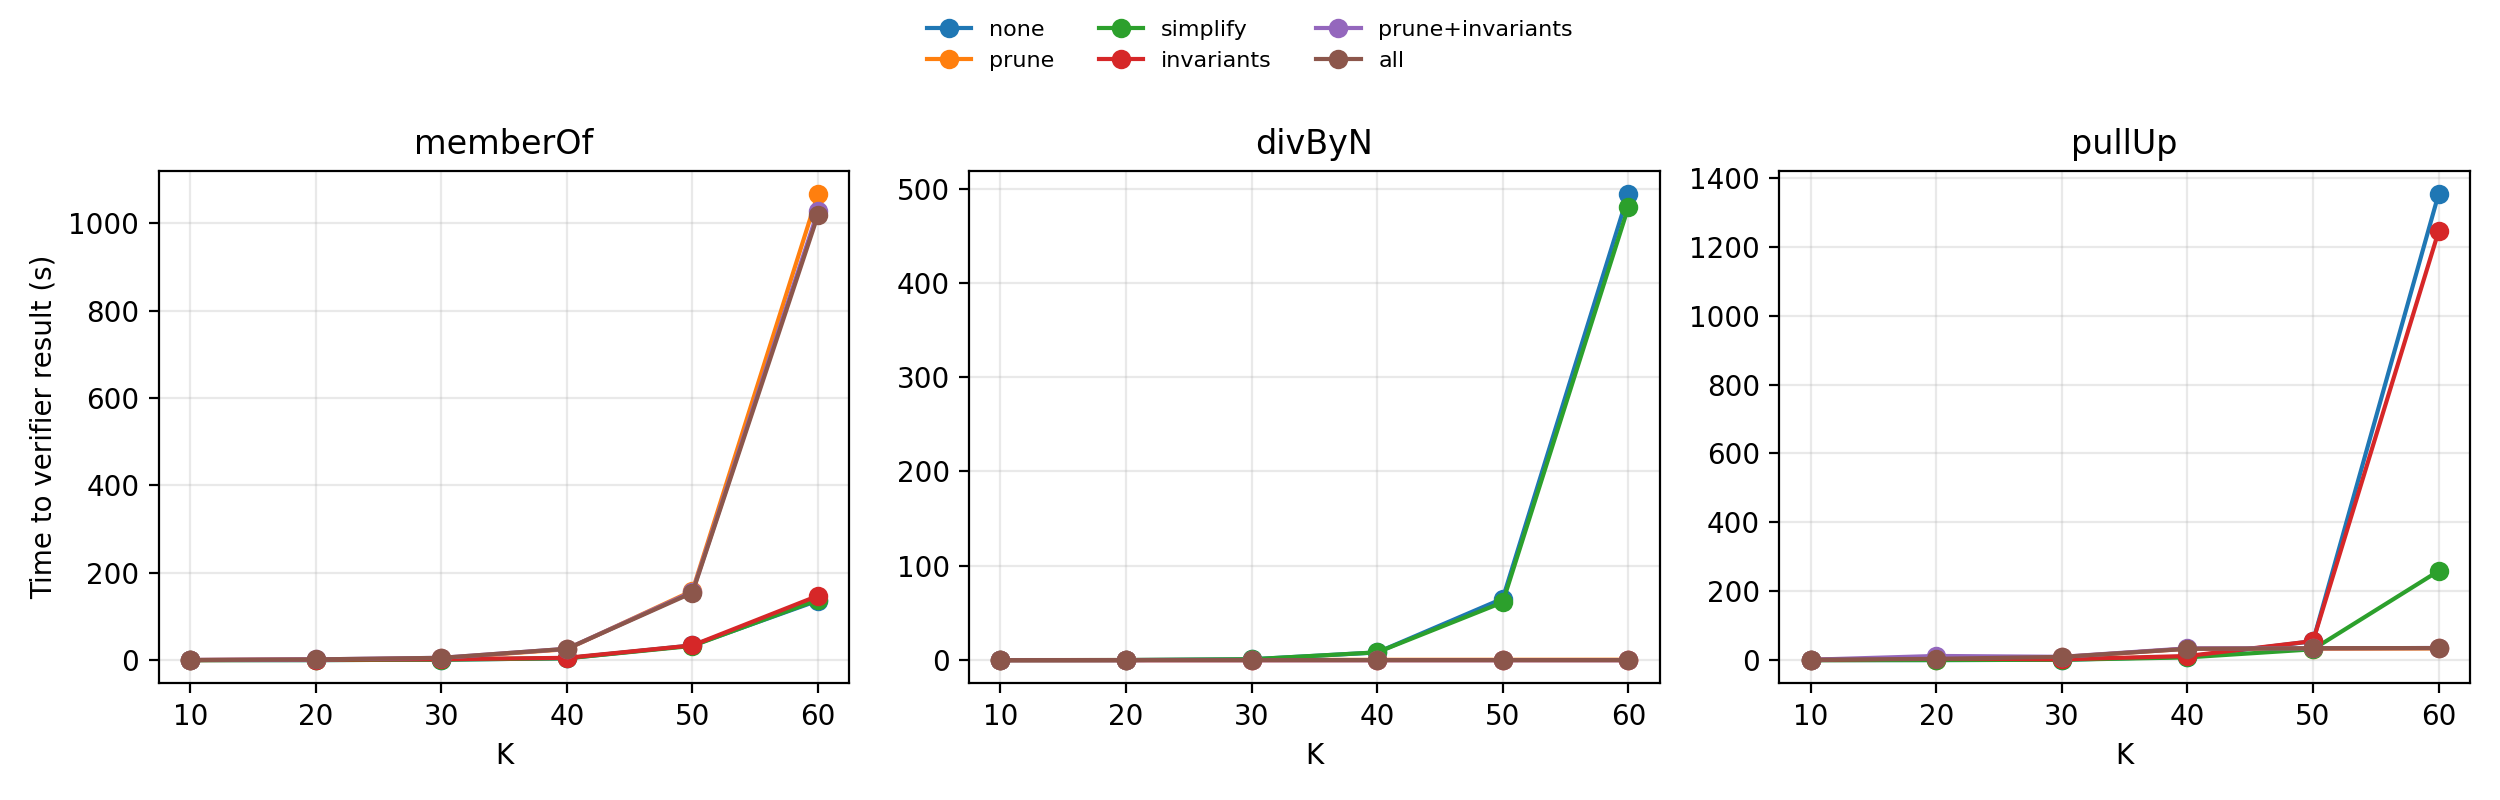 none
simplify
prune+invariants
prune
invariants
all
memberOf
divByN
pullUp
Time to verifier result (s)
1000
800
600
400
200
0
10 20 30 40 50 60
K
500
400
300
200
100
0
10 20 30 40 50 60
K
1400
1200
1000
800
600
400
200
0
10 20 30 40 50 60
K